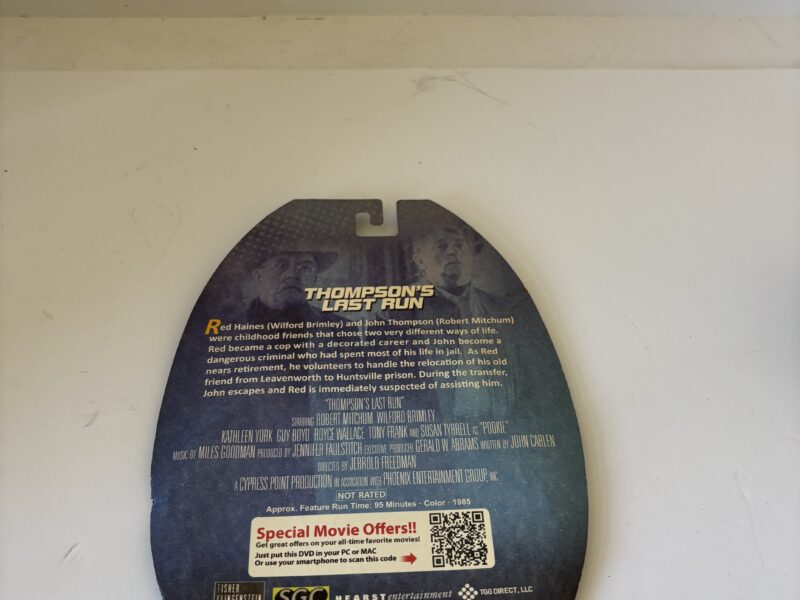 THOMPSON'S
LAST RUN
Red Haines (Wilford Brimley) and John Thompson (Robert Mitchum)
were childhood friends that chose two very different ways of life.
Red became a cop with a decorated career and John become a
dangerous criminal who had spent most of his life in jail. As Red
nears retirement, he volunteers to handle the relocation of his old
friend from Leavenworth to Huntsville prison. During the transfer,
John escapes and Red is immediately suspected of assisting him.
"THOMPSON'S LAST RUN"
STARRING ROBERT MITCHUM WILFORD BRIMLEY
KATHLEEN YORK GUY BOYD ROYCE WALLACE TONY FRANK AND SUSAN TYRRELL AS "POOKIE"
MUSIC BY MILES GOODMAN PRODUCED BY JENNIFER FAULSTITCH EXECUTIVE PRODUCER GERALD W ABRAMS WRITTEN BY JOHN CARLEN
DIRECTED BY JERROLD FREEDMAN
A CYPRESS POINT PRODUCTION IN ASSOCIATION WITH PHOENIX ENTERTAINMENT GROUP, INC.
NOT RATED
Approx. Feature Run Time: 95 Minutes · Color · 1985
Special Movie Offers!!
Get great offers on your all-time favorite movies!
Just put this DVD in your PC or MAC
Or use your smartphone to scan this code
FISHER
KLINGENSTEIN
SGC
HEARST entertainment
TGG DIRECT, LLC